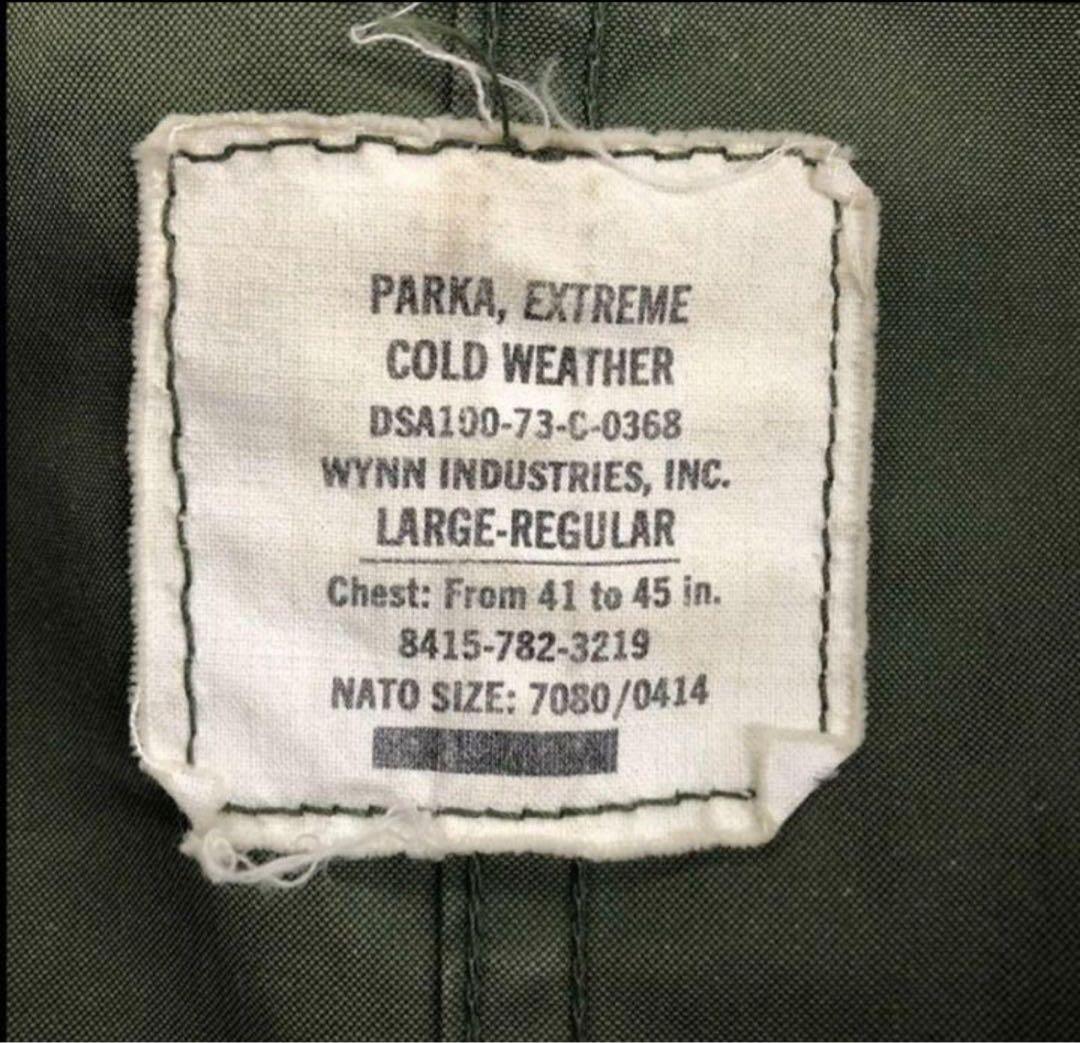 PARKA, EXTREME
COLD WEATHER
DSA100-73-C-0368
WYNN INDUSTRIES, INC.
LARGE-REGULAR
Chest: From 41 to 45 in.
8415-782-3219
NATO SIZE: 7080/0414